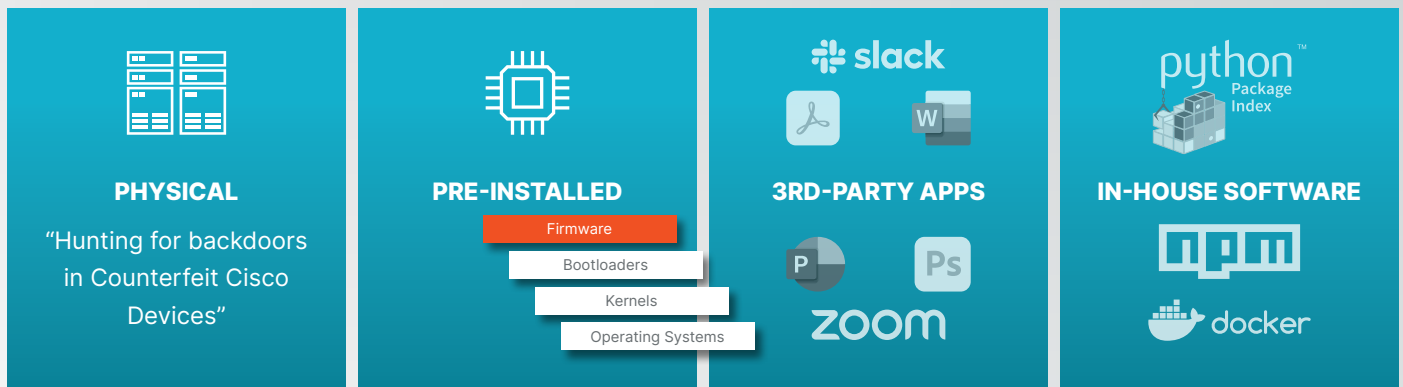 PHYSICAL
“Hunting for backdoors
in Counterfeit Cisco
Devices”
PRE-INSTALLED
Firmware
Bootloaders
Kernels
Operating Systems
slack
W
3RD-PARTY APPS
P
Ps
zoom
python™
Package
Index
IN-HOUSE SOFTWARE
npm
docker